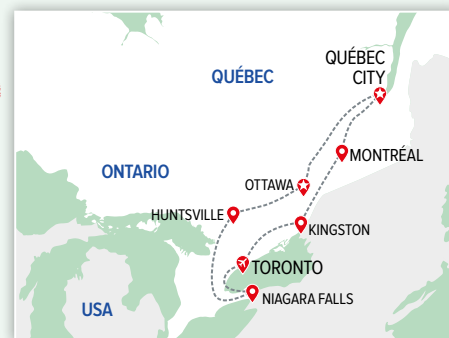 QUÉBEC
CITY
QUÉBEC
MONTRÉAL
ONTARIO
OTTAWA
HUNTSVILLE
KINGSTON
TORONTO
NIAGARA FALLS
USA